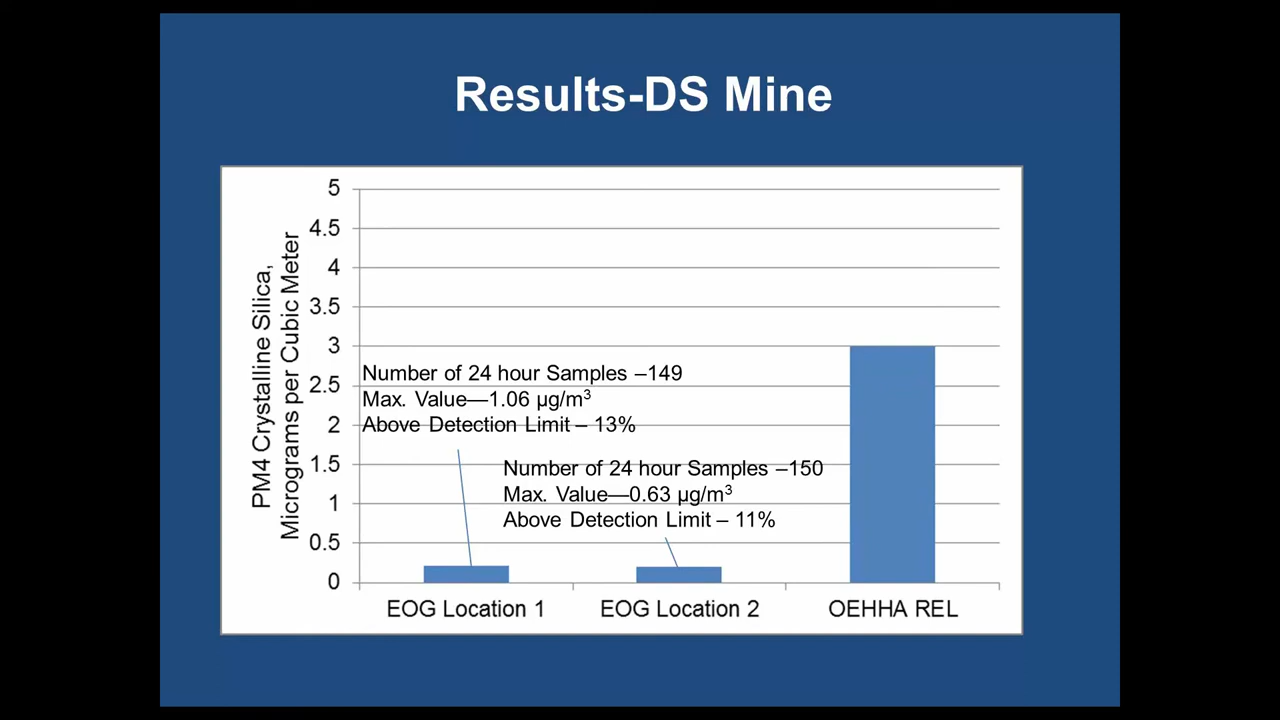 Results-DS Mine
PM4 Crystalline Silica,
Micrograms per Cubic Meter
5
4.5
4
3.5
3
2.5
2
1.5
1
0.5
0
Number of 24 hour Samples –149
Max. Value—1.06 µg/m³
Above Detection Limit – 13%
Number of 24 hour Samples –150
Max. Value—0.63 µg/m³
Above Detection Limit – 11%
EOG Location 1
EOG Location 2
OEHHA REL